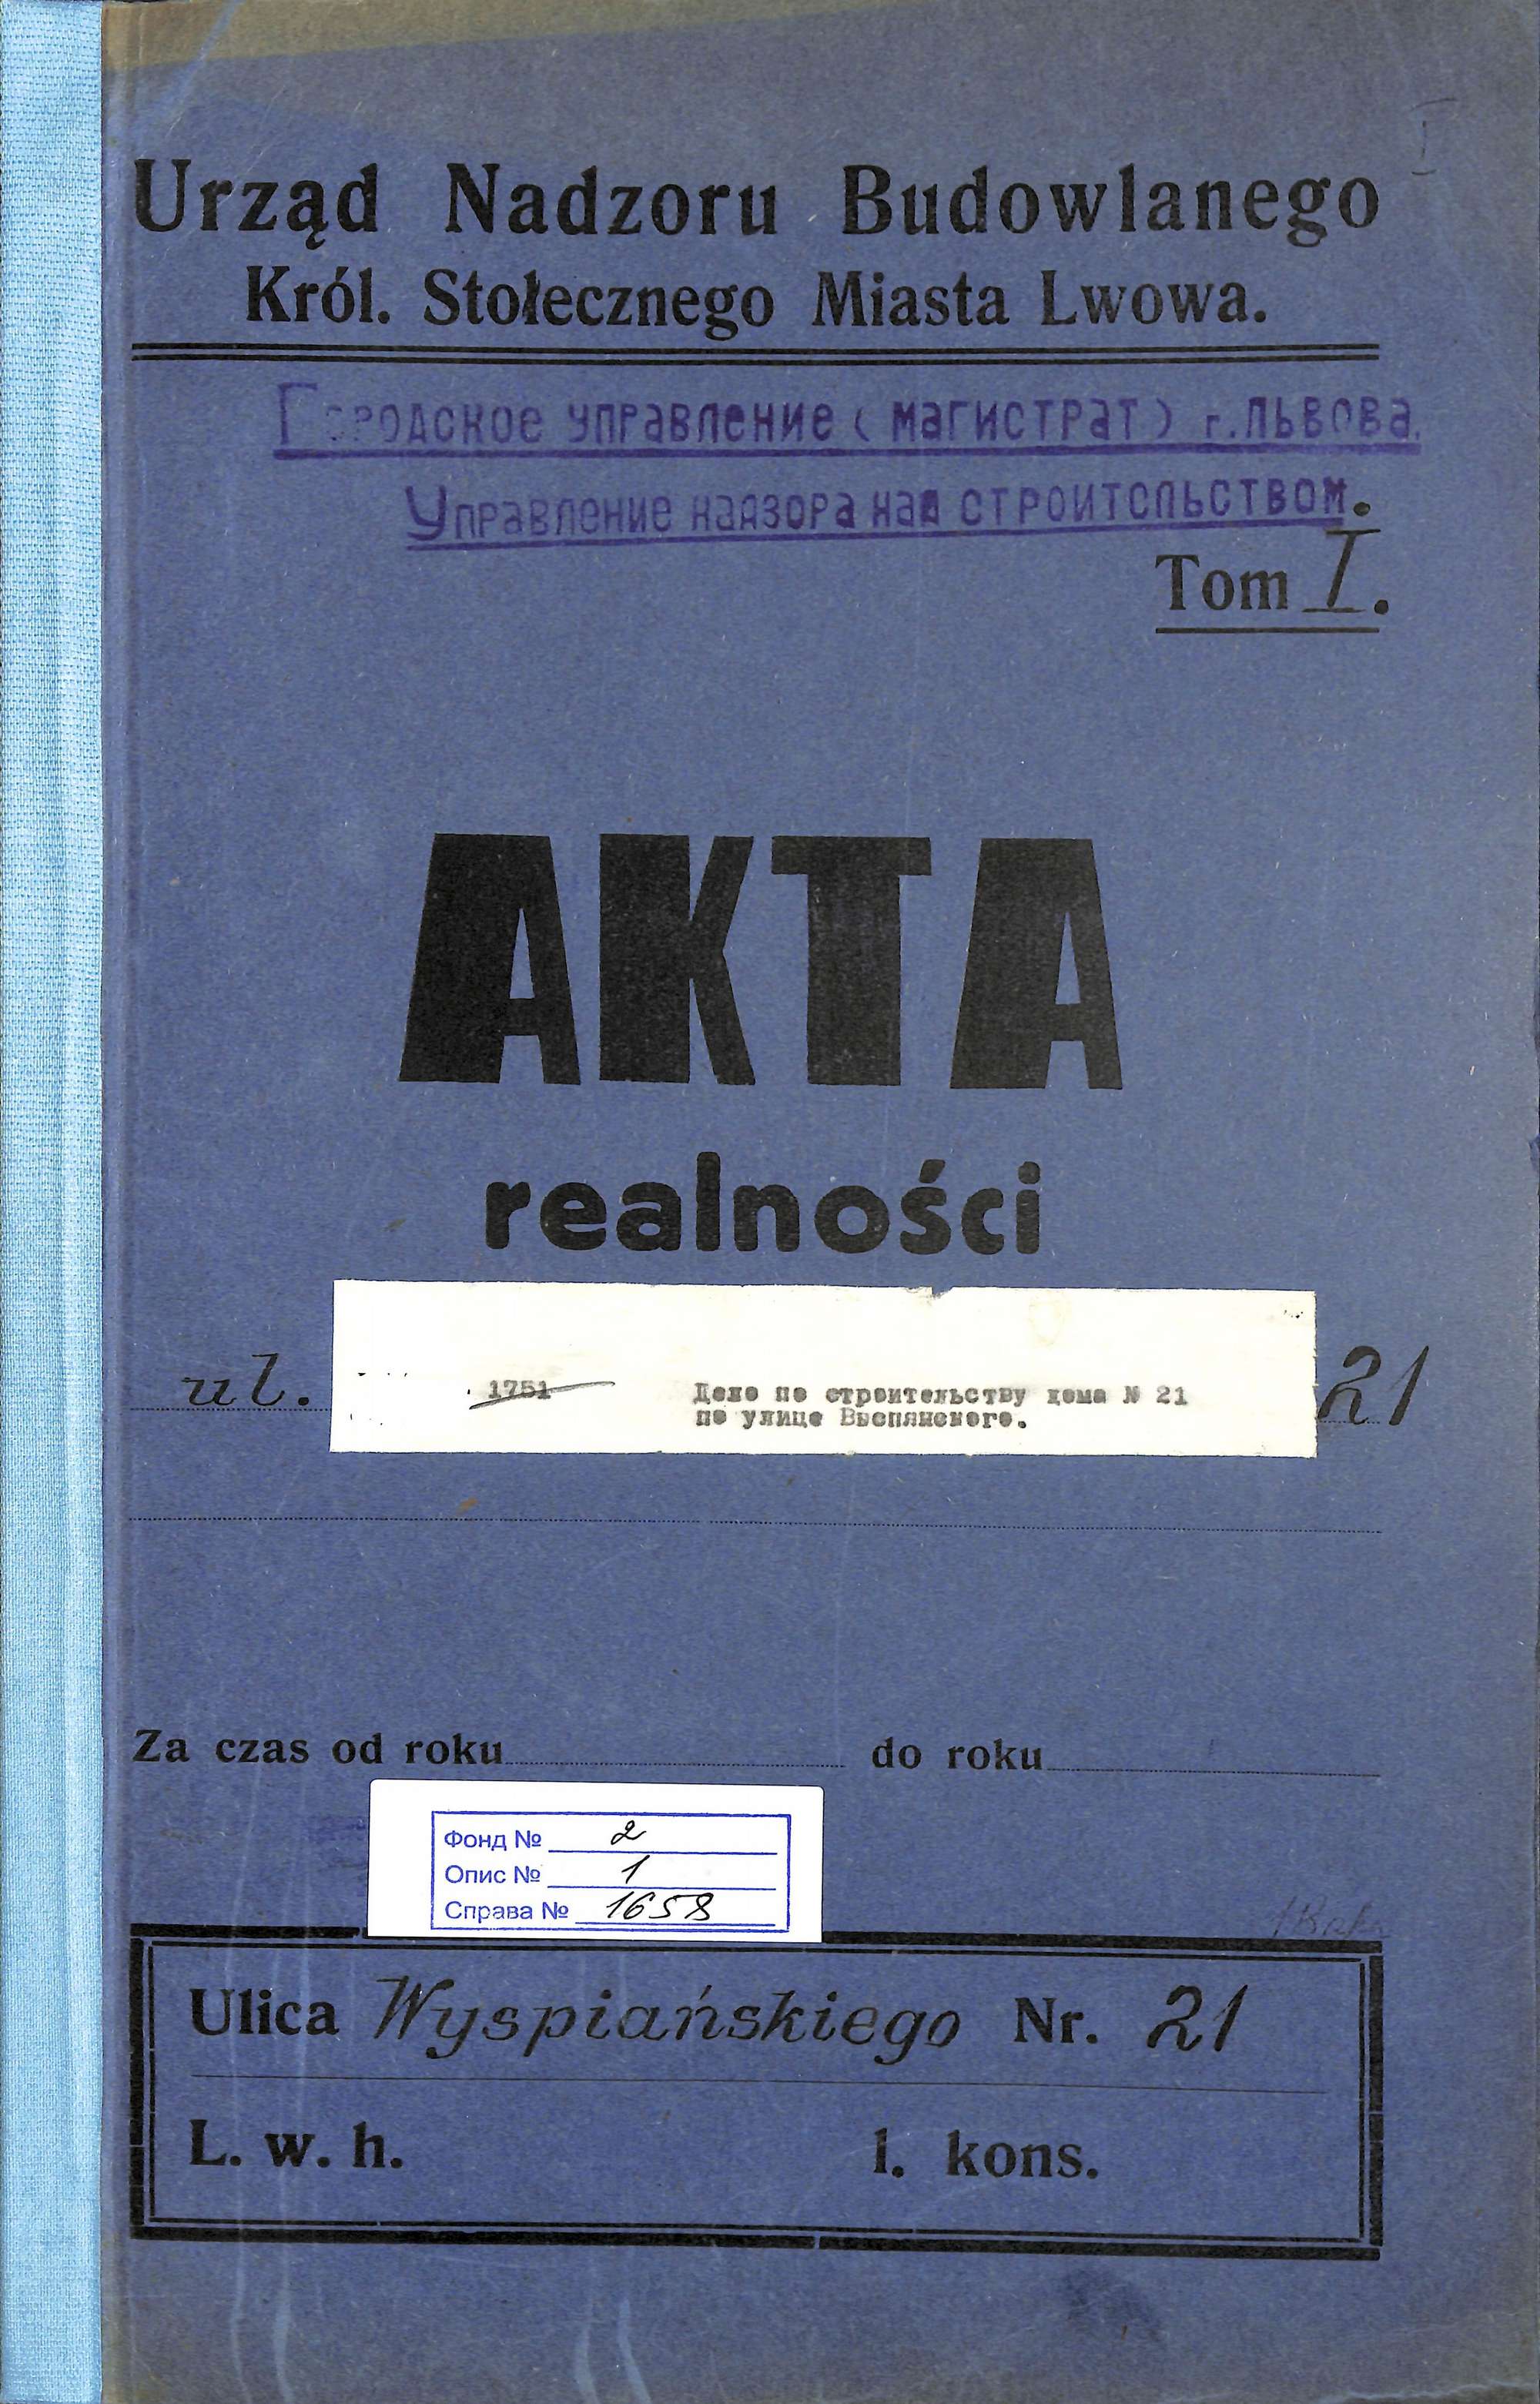 Urząd Nadzoru Budowlanego
Król. Stołecznego Miasta Lwowa.
Городское управление (магистрат) г. Львова.
Управление надзора над строительством.
Tom I.
AKTA
realności
ul. 21
1751 Дело по строительству дома № 21
по улице Выспянского.
Za czas od roku do roku
Фонд № 2
Опис № 1
Справа № 1658
Ulica Wyspiańskiego Nr. 21
L. w. h. l. kons.